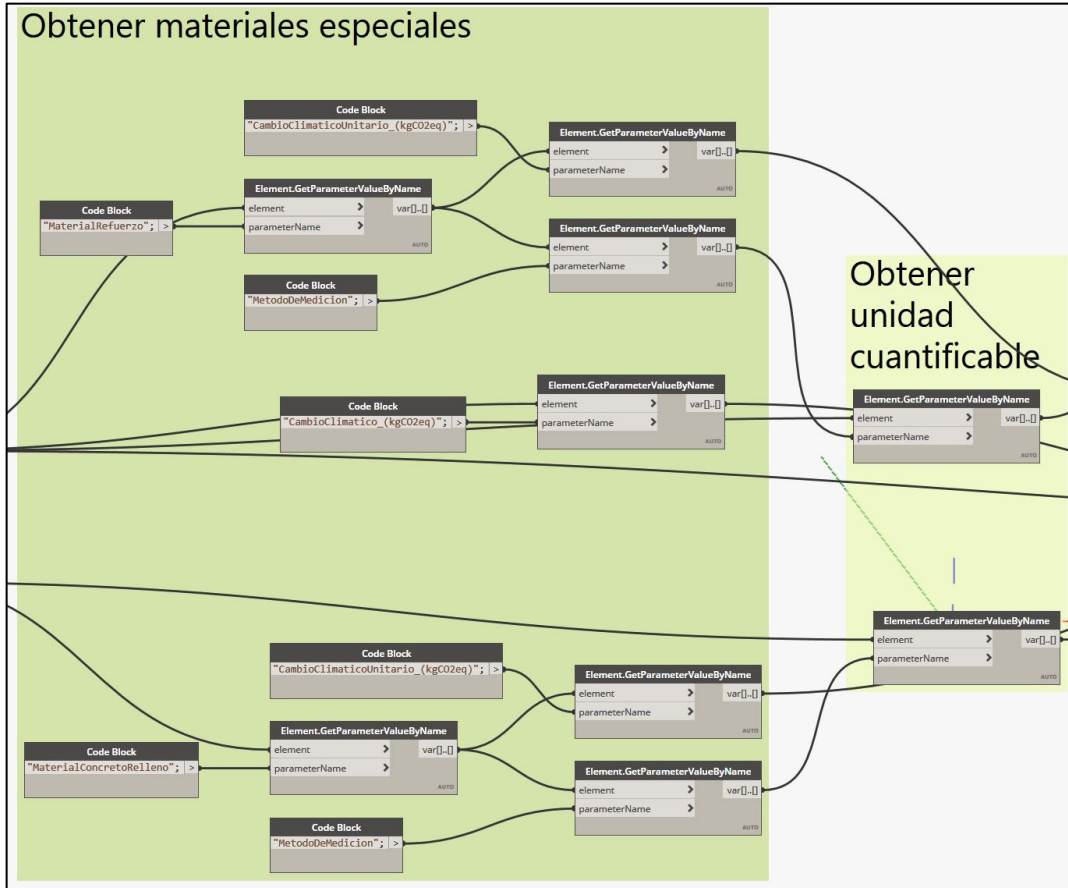 Obtener materiales especiales
Code Block
"CambioClimaticoUnitario_(kgCO2eq)"; >
Element.GetParameterValueByName
element > var[]..[]
parameterName >
AUTO
Element.GetParameterValueByName
element > var[]..[]
parameterName >
AUTO
Code Block
"MaterialRefuerzo"; >
Element.GetParameterValueByName
element > var[]..[]
parameterName >
AUTO
Code Block
"MetodoDeMedicion"; >
Obtener
unidad
cuantificable
Element.GetParameterValueByName
element > var[]..[]
parameterName >
AUTO
Code Block
"CambioClimatico_(kgCO2eq)"; >
Element.GetParameterValueByName
element > var[]..[]
parameterName >
AUTO
Element.GetParameterValueByName
element > var[]..[]
parameterName >
AUTO
Code Block
"CambioClimaticoUnitario_(kgCO2eq)"; >
Element.GetParameterValueByName
element > var[]..[]
parameterName >
Element.GetParameterValueByName
element > var[]..[]
parameterName >
AUTO
Code Block
"MaterialConcretoRelleno"; >
Element.GetParameterValueByName
element > var[]..[]
parameterName >
AUTO
Code Block
"MetodoDeMedicion"; >